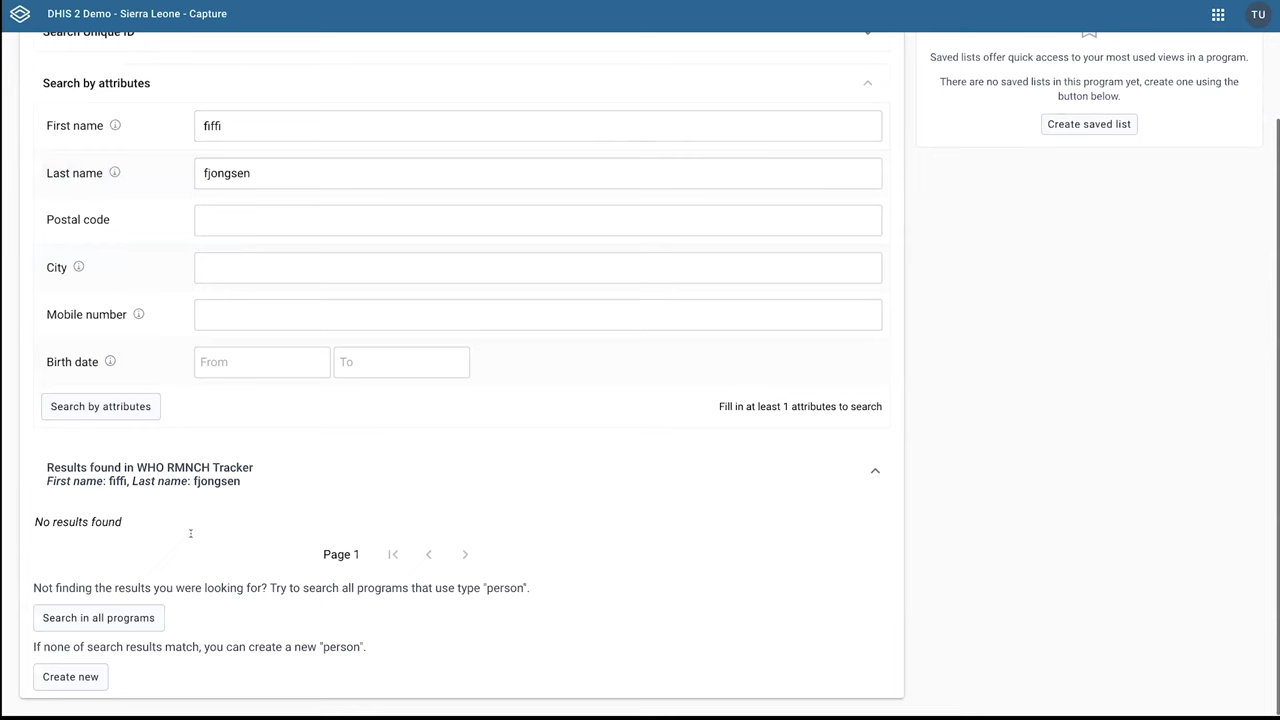 DHIS 2 Demo - Sierra Leone - Capture
TU
Search Unique ID
Search by attributes
First name
fiffi
Last name
fjongsen
Postal code
City
Mobile number
Birth date
From
To
Search by attributes
Fill in at least 1 attributes to search
Results found in WHO RMNCH Tracker
First name: fiffi, Last name: fjongsen
No results found
Page 1
Not finding the results you were looking for? Try to search all programs that use type "person".
Search in all programs
If none of search results match, you can create a new "person".
Create new
Saved lists offer quick access to your most used views in a program.
There are no saved lists in this program yet, create one using the
button below.
Create saved list